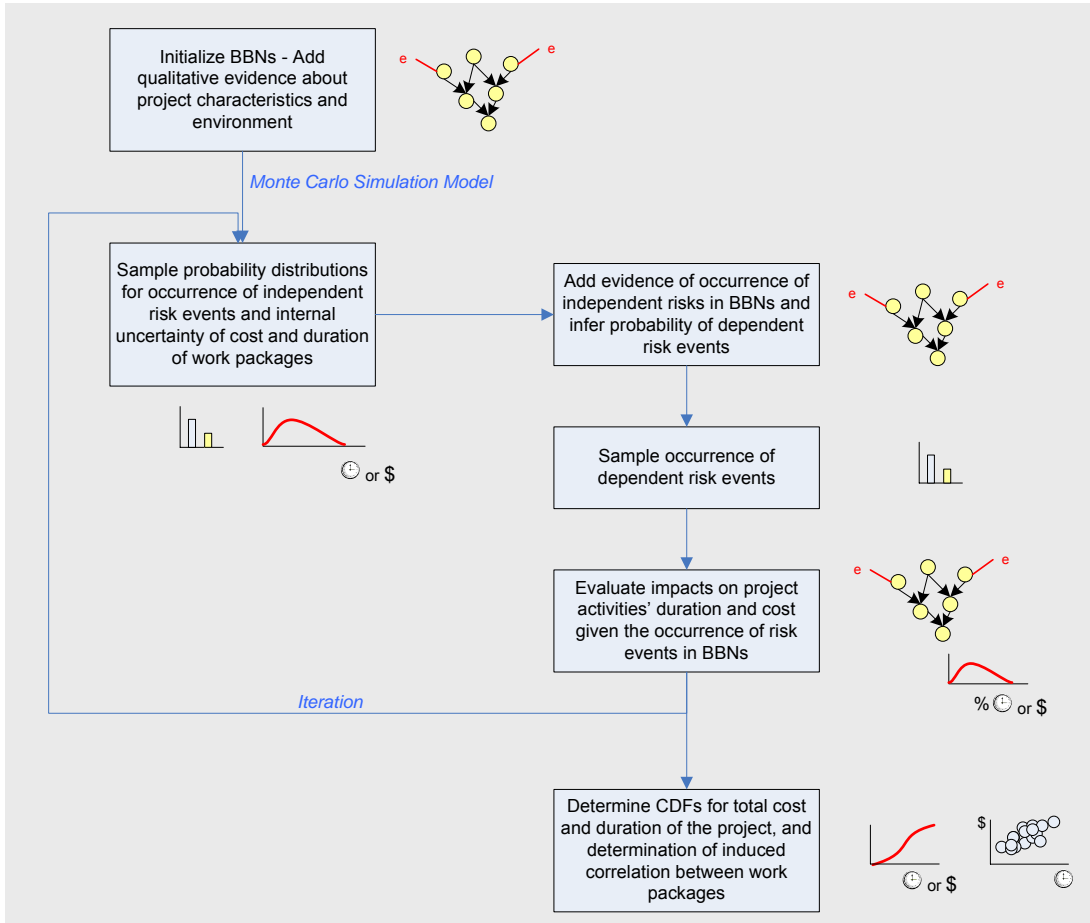 Initialize BBNs - Add
qualitative evidence about
project characteristics and
environment
e
e
Monte Carlo Simulation Model
Sample probability distributions
for occurrence of independent
risk events and internal
uncertainty of cost and duration
of work packages
or $
Add evidence of occurrence of
independent risks in BBNs and
infer probability of dependent
risk events
e
e
Sample occurrence of
dependent risk events
Evaluate impacts on project
activities’ duration and cost
given the occurrence of risk
events in BBNs
e
e
% or $
Iteration
Determine CDFs for total cost
and duration of the project, and
determination of induced
correlation between work
packages
or $
$